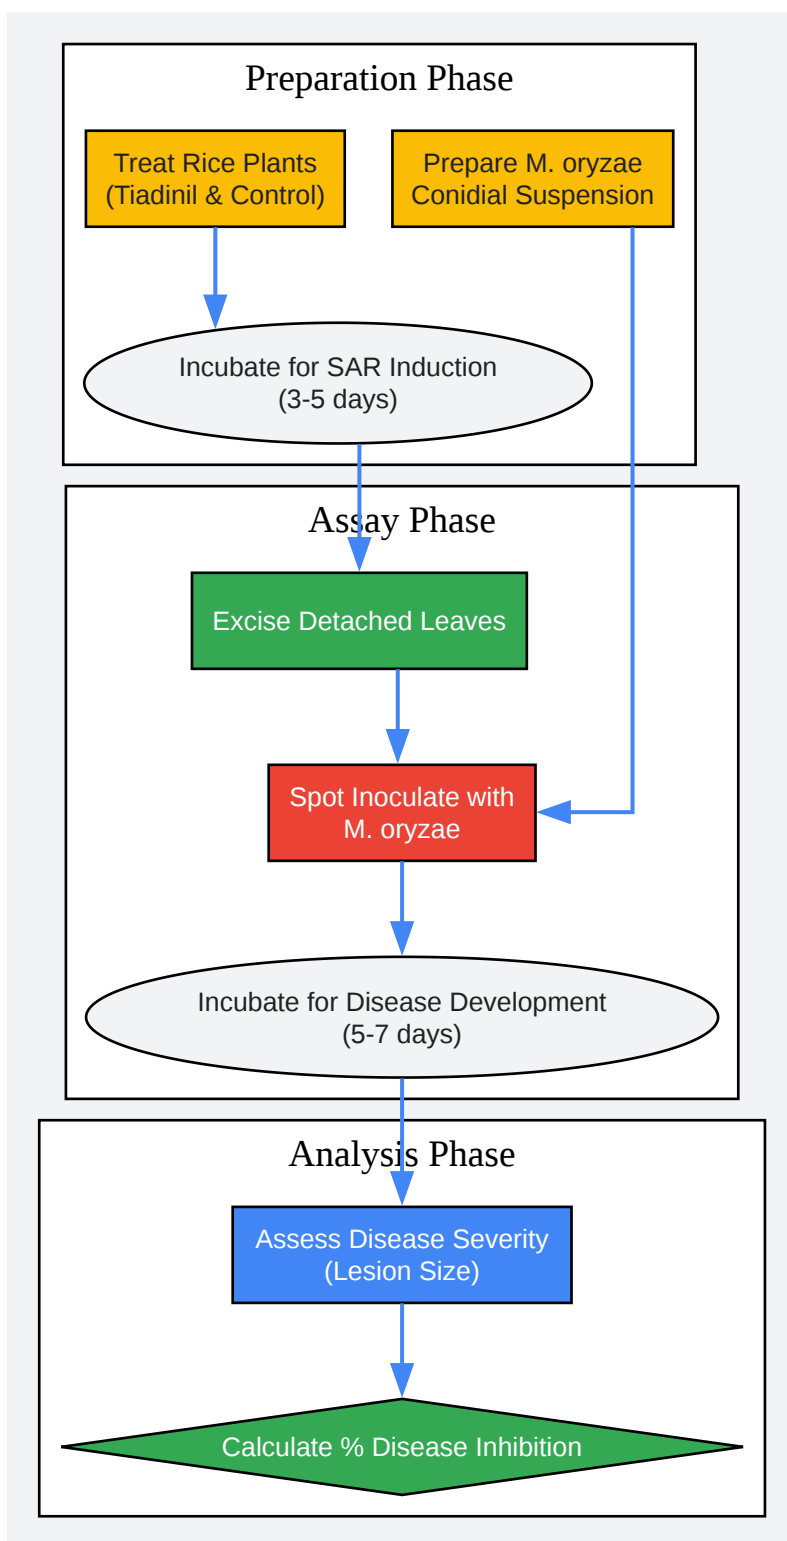 Preparation Phase
Treat Rice Plants
(Tiadinil & Control)
Prepare M. oryzae
Conidial Suspension
Incubate for SAR Induction
(3-5 days)
Assay Phase
Excise Detached Leaves
Spot Inoculate with
M. oryzae
Incubate for Disease Development
(5-7 days)
Analysis Phase
Assess Disease Severity
(Lesion Size)
Calculate % Disease Inhibition